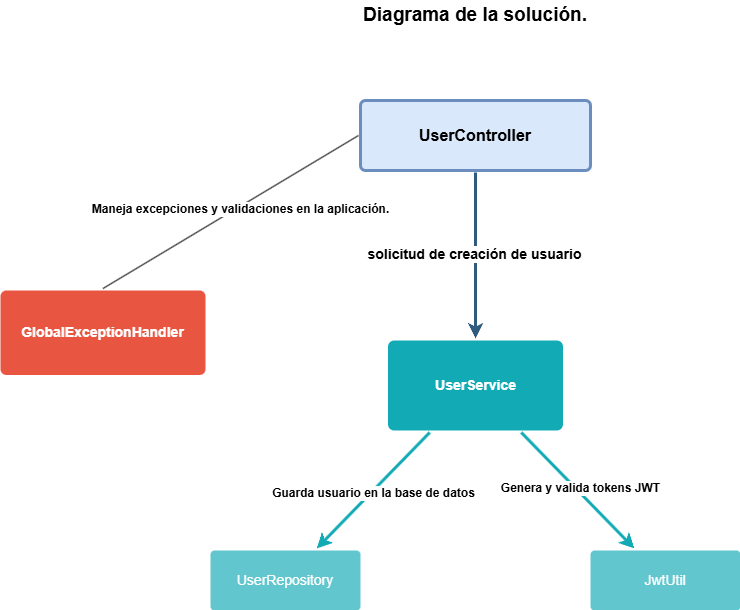 Diagrama de la solución.
UserController
Maneja excepciones y validaciones en la aplicación.
solicitud de creación de usuario
GlobalExceptionHandler
UserService
Guarda usuario en la base de datos
Genera y valida tokens JWT
UserRepository
JwtUtil